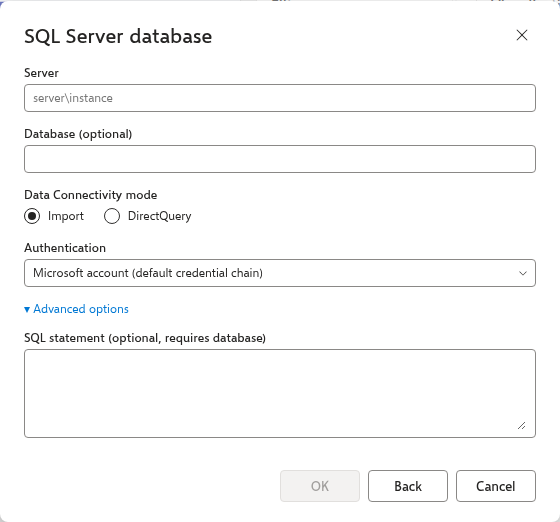 SQL Server database
Server
server\instance
Database (optional)
Data Connectivity mode
Import DirectQuery
Authentication
Microsoft account (default credential chain)
▾ Advanced options
SQL statement (optional, requires database)
OK Back Cancel